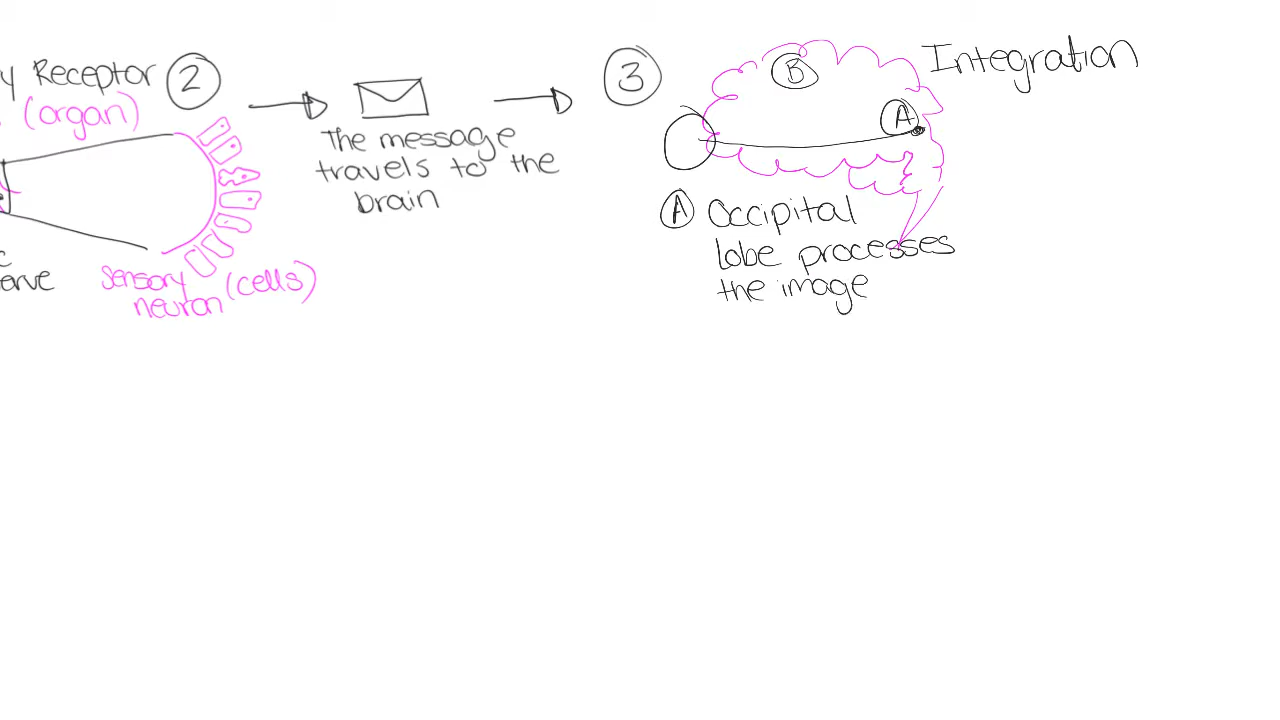 y Receptor
(organ)
2
erve
sensory
neuron
(cells)
The message
travels to the
brain
3
B
A
Integration
A Occipital
lobe processes
the image